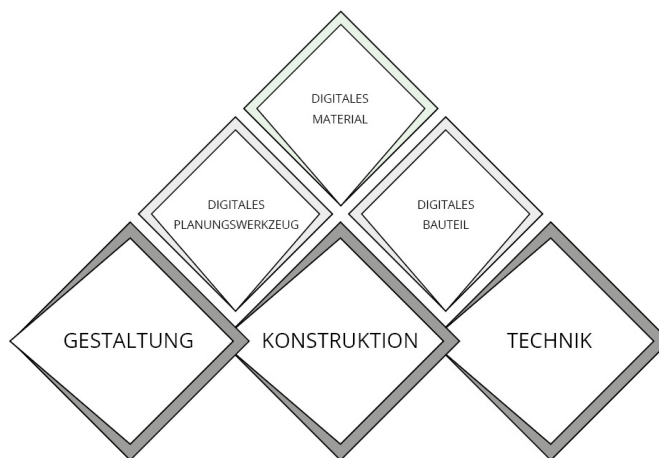 DIGITALES
MATERIAL
DIGITALES
PLANUNGSWERKZEUG
DIGITALES
BAUTEIL
GESTALTUNG
KONSTRUKTION
TECHNIK